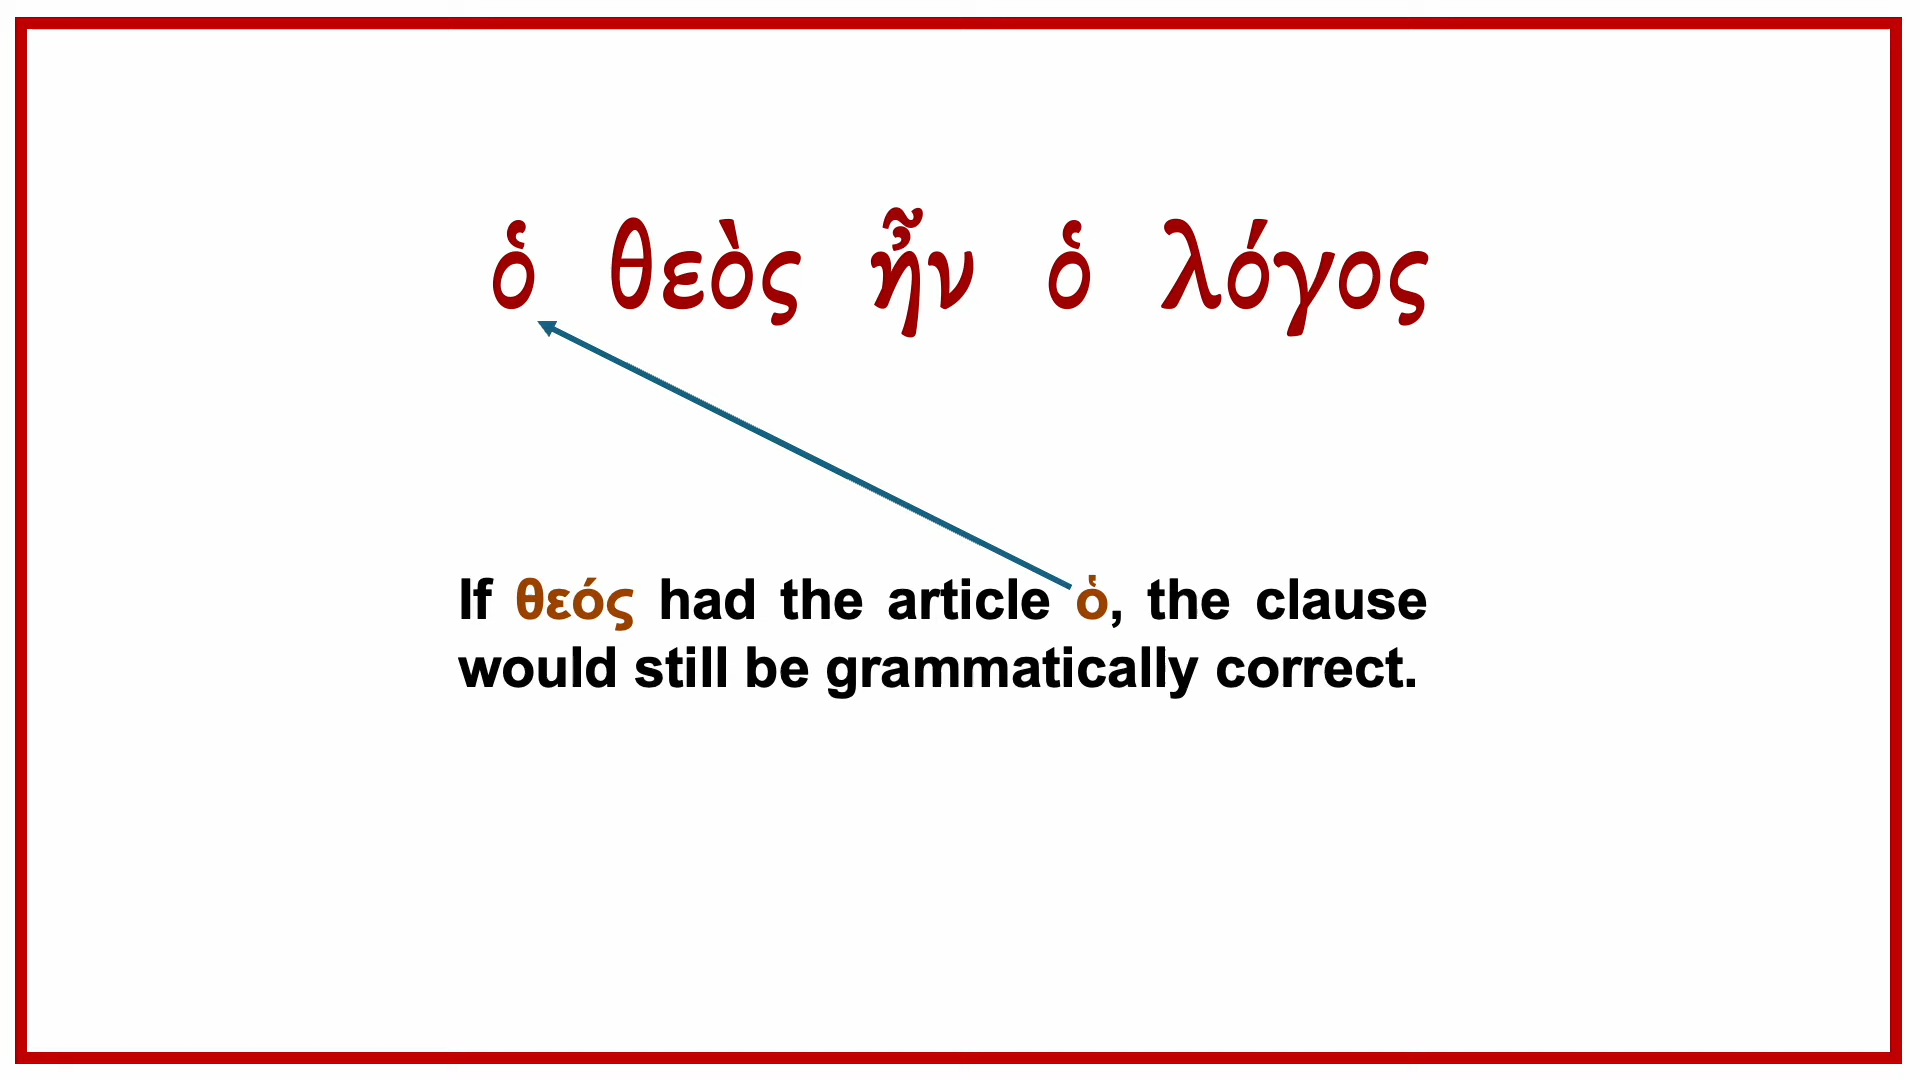 ὁ θεὸς ἦν ὁ λόγος
If θεός had the article ὁ, the clause
would still be grammatically correct.